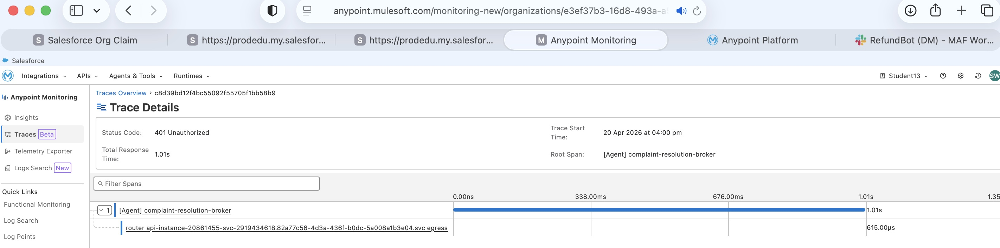 anypoint.mulesoft.com/monitoring-new/organizations/e3ef37b3-16d8-493a-a
S Salesforce Org Claim
S https://prodedu.my.salesfor...
S https://prodedu.my.salesfor...
M Anypoint Monitoring
Anypoint Platform
RefundBot (DM) - MAF Wor...
Salesforce
Integrations
APIs
Agents & Tools
Runtimes
Student13
SW
Anypoint Monitoring
Insights
Traces Beta
Telemetry Exporter
Logs Search New
Quick Links
Functional Monitoring
Log Search
Log Points
Traces Overview › c8d39bd12f4bc55092f55705f1bb58b9
Trace Details
Status Code: 401 Unauthorized
Total Response
Time: 1.01s
Trace Start
Time: 20 Apr 2026 at 04:00 pm
Root Span: [Agent] complaint-resolution-broker
Filter Spans
0.00ns 338.00ms 676.00ms 1.01s 1.35
1 [Agent] complaint-resolution-broker 1.01s
router api-instance-20861455-svc-2919434618.82a77c56-4d3a-436f-b0dc-5a008a1b3e04.svc egress 615.00µs